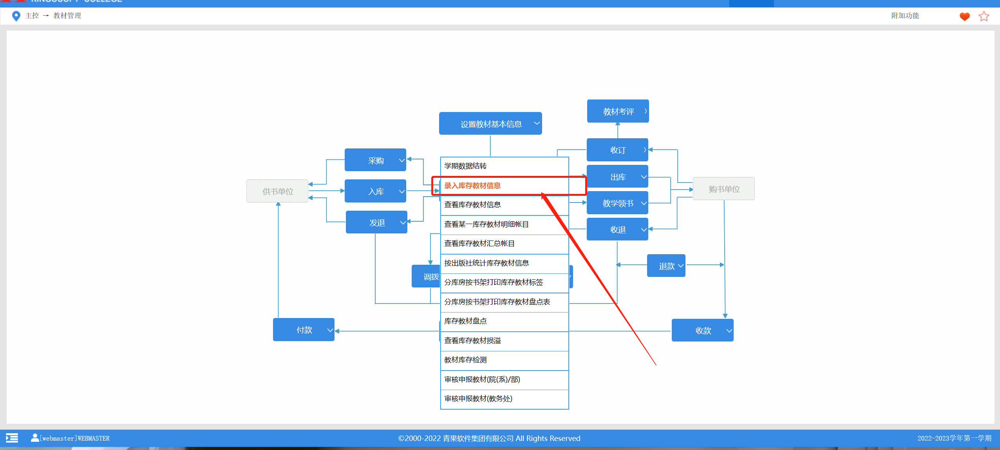 KINGOSOFT COLLEGE
主控 → 教材管理
附加功能
教材考评
设置教材基本信息
收订
采购
学期数据结转
出库
录入库存教材信息
供书单位
入库
购书单位
教学领书
查看库存教材信息
发退
查看某一库存教材明细帐目
收退
查看库存教材汇总帐目
按出版社统计库存教材信息
退款
调拨
分库房按书架打印库存教材标签
分库房按书架打印库存教材盘点表
库存教材盘点
付款
收款
查看库存教材损溢
教材库存检测
审核申报教材(院(系)/部)
审核申报教材(教务处)
[webmaster]WEBMASTER
©2000-2022 青果软件集团有限公司 All Rights Reserved
2022-2023学年第一学期